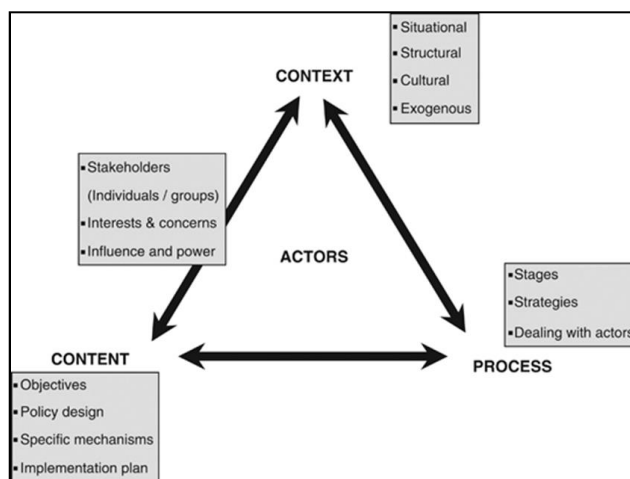 ▪Situational
▪Structural
▪Cultural
▪Exogenous
CONTEXT
▪Stakeholders
(Individuals / groups)
▪Interests & concerns
▪Influence and power
ACTORS
▪Stages
▪Strategies
▪Dealing with actors
CONTENT
PROCESS
▪Objectives
▪Policy design
▪Specific mechanisms
▪Implementation plan